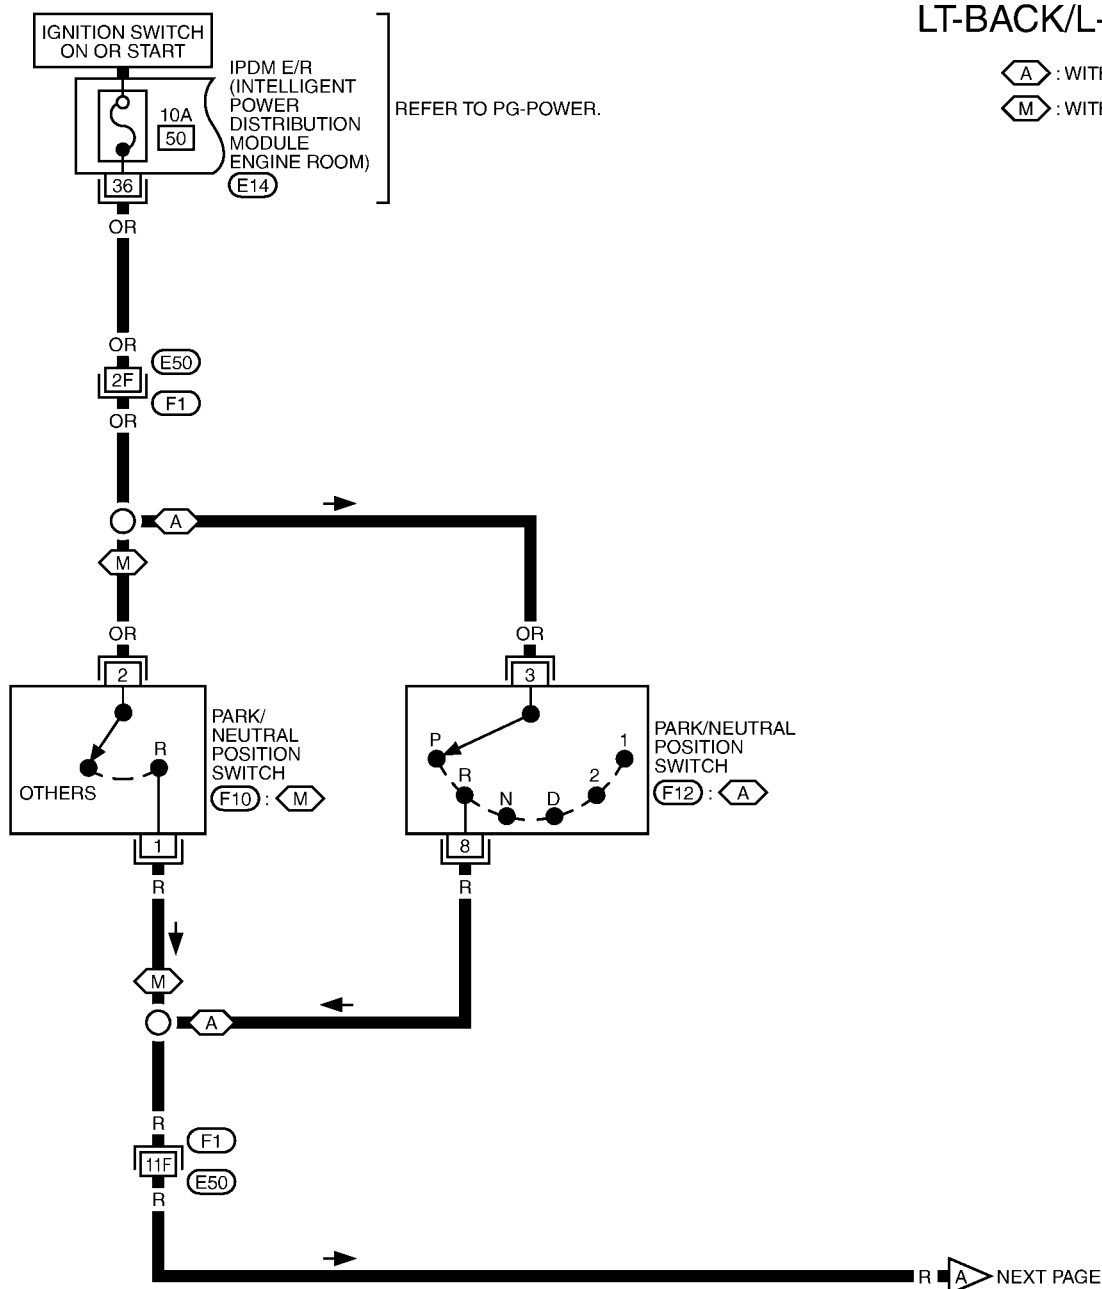 LT-BACK/L-
IGNITION SWITCH
ON OR START
IPDM E/R
(INTELLIGENT
POWER
DISTRIBUTION
MODULE
ENGINE ROOM)
E14
REFER TO PG-POWER.
A : WITH
M : WITH
10A
50
36
OR
OR
E50
2F
F1
OR
A
M
OR
OR
2
3
PARK/
NEUTRAL
POSITION
SWITCH
F10 : M
OTHERS
R
P
R
N
D
2
1
PARK/NEUTRAL
POSITION
SWITCH
F12 : A
1
8
R
R
M
A
R
F1
11F
E50
R
R
A
NEXT PAGE